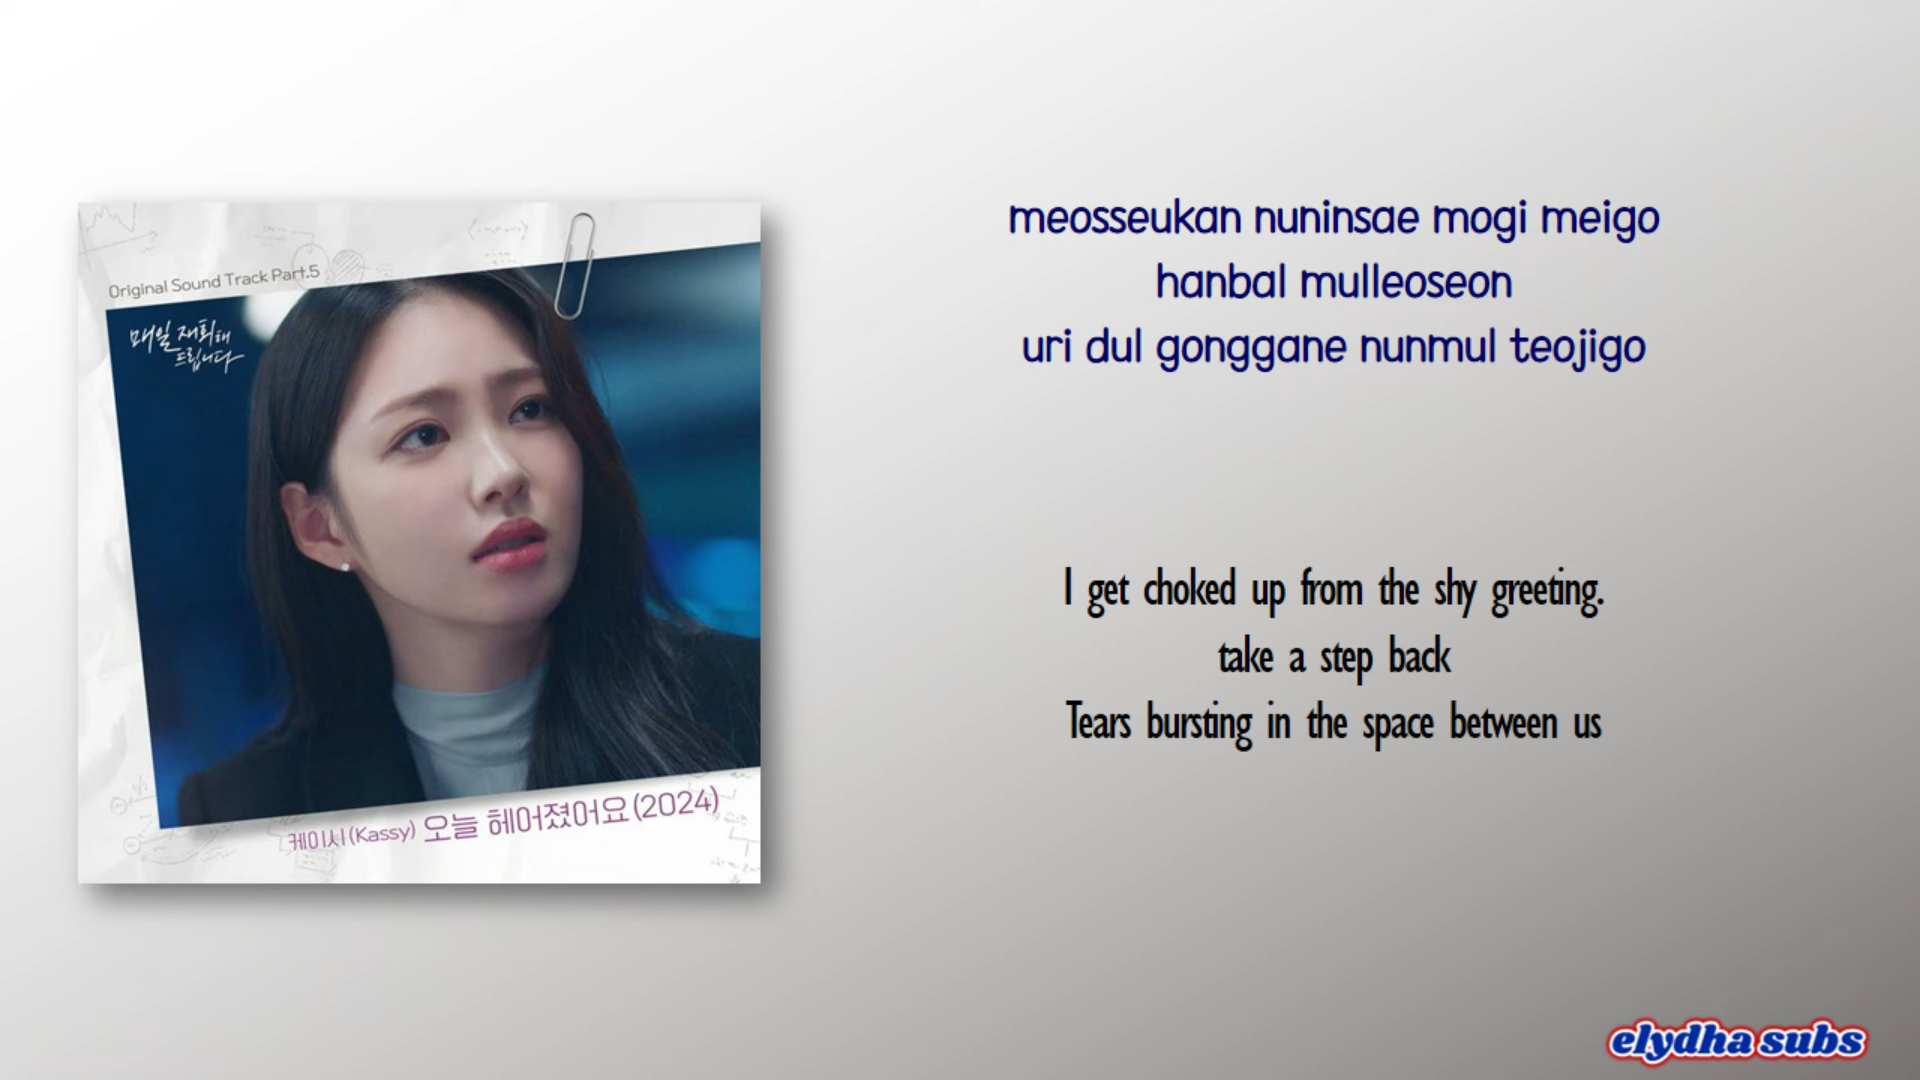 Original Sound Track Part.5
매일 재회해
드립니다
케이시(Kassy) 오늘 헤어졌어요(2024)
meosseukan nuninsae mogi meigo
hanbal mulleoseon
uri dul gonggane nunmul teojigo
I get choked up from the shy greeting.
take a step back
Tears bursting in the space between us
elydha subs